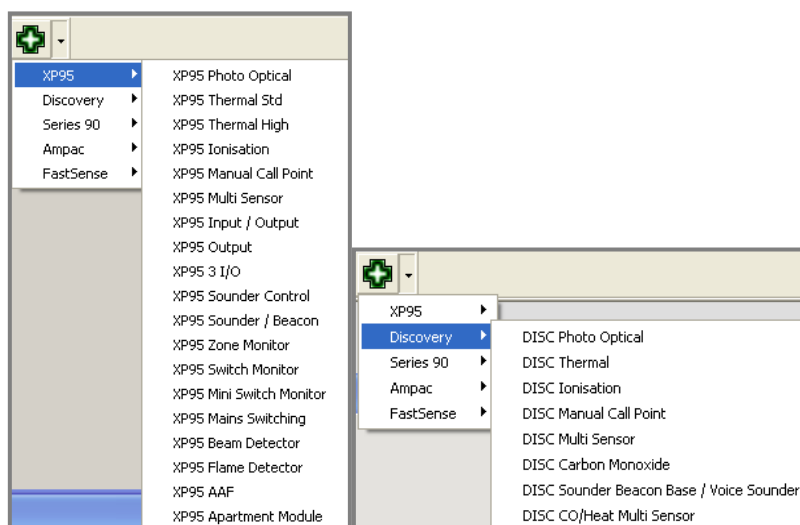 XP95
Discovery
Series 90
Ampac
FastSense
XP95 Photo Optical
XP95 Thermal Std
XP95 Thermal High
XP95 Ionisation
XP95 Manual Call Point
XP95 Multi Sensor
XP95 Input / Output
XP95 Output
XP95 3 I/O
XP95 Sounder Control
XP95 Sounder / Beacon
XP95 Zone Monitor
XP95 Switch Monitor
XP95 Mini Switch Monitor
XP95 Mains Switching
XP95 Beam Detector
XP95 Flame Detector
XP95 AAF
XP95 Apartment Module
XP95
Discovery
Series 90
Ampac
FastSense
DISC Photo Optical
DISC Thermal
DISC Ionisation
DISC Manual Call Point
DISC Multi Sensor
DISC Carbon Monoxide
DISC Sounder Beacon Base / Voice Sounder
DISC CO/Heat Multi Sensor